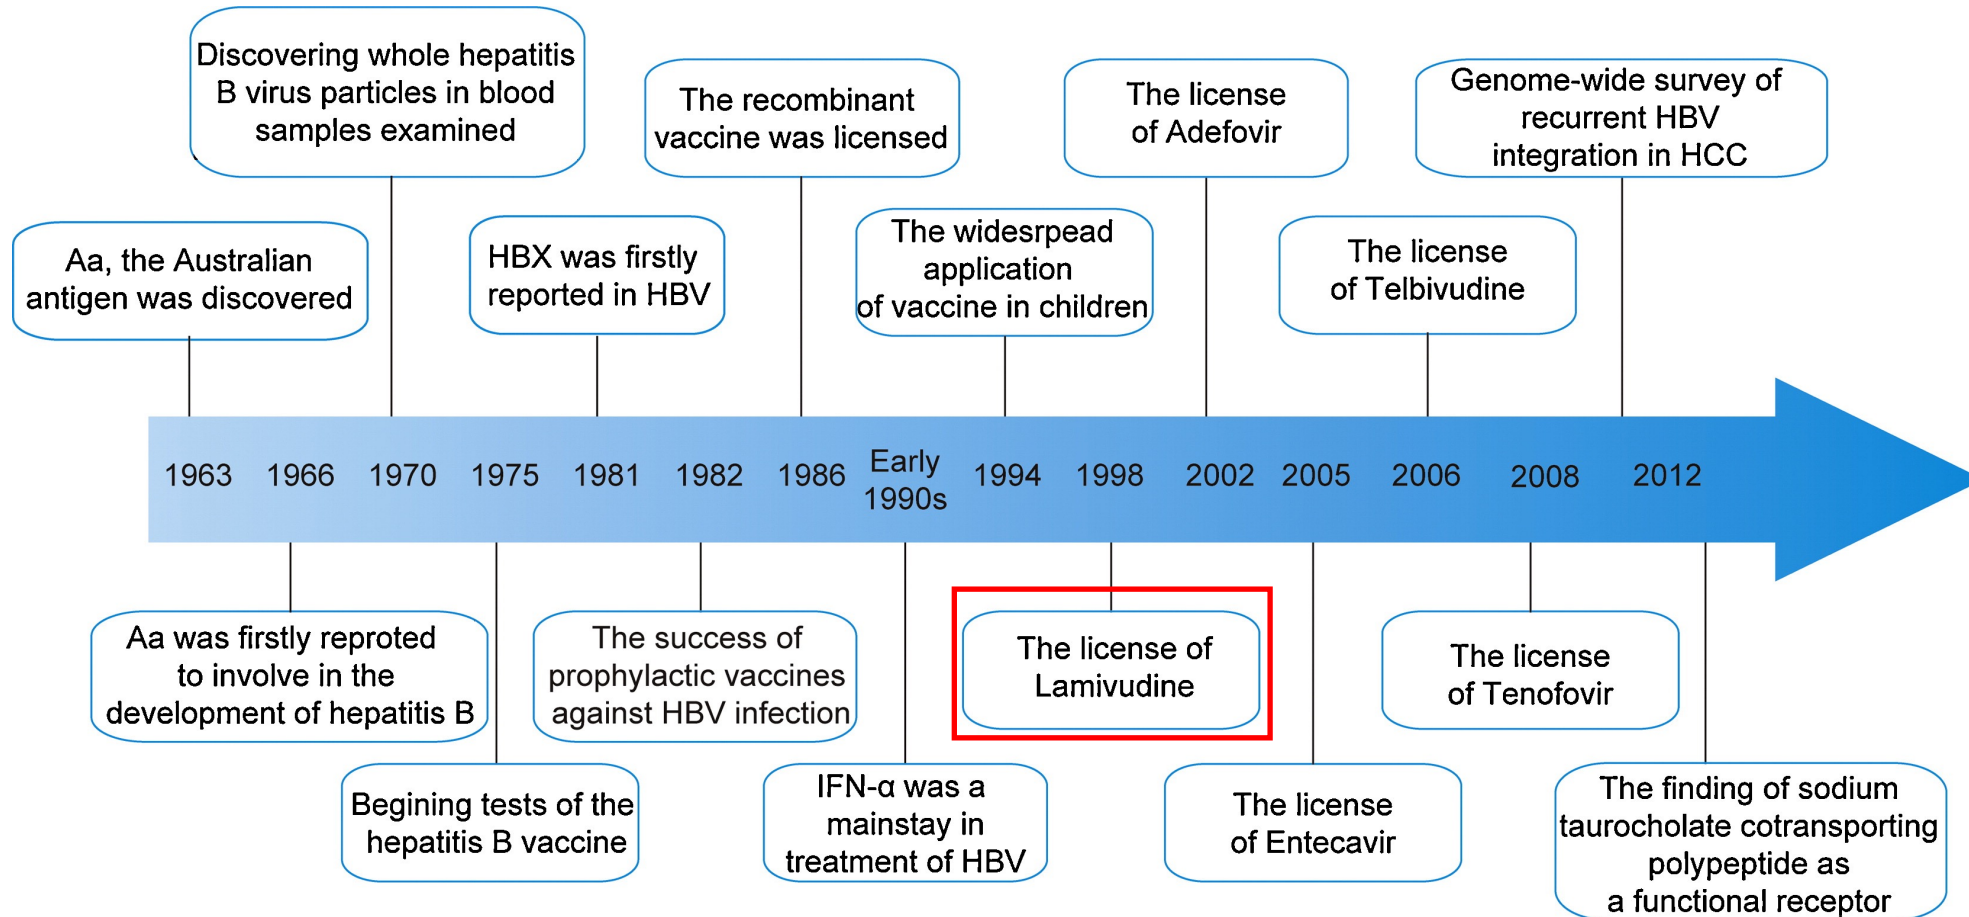 Discovering whole hepatitis
B virus particles in blood
samples examined
The recombinant
vaccine was licensed
The license
of Adefovir
Genome-wide survey of
recurrent HBV
integration in HCC
Aa, the Australian
antigen was discovered
HBX was firstly
reported in HBV
The widesrpead
application
of vaccine in children
The license
of Telbivudine
1963
1966
1970
1975
1981
1982
1986
Early
1990s
1994
1998
2002
2005
2006
2008
2012
Aa was firstly reproted
to involve in the
development of hepatitis B
The success of
prophylactic vaccines
against HBV infection
The license of
Lamivudine
The license
of Tenofovir
Begining tests of the
hepatitis B vaccine
IFN-α was a
mainstay in
treatment of HBV
The license
of Entecavir
The finding of sodium
taurocholate cotransporting
polypeptide as
a functional receptor